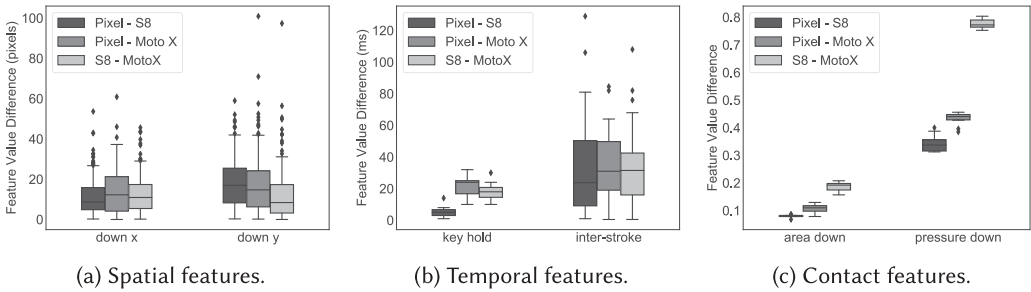 Feature Value Difference (pixels)
100
80
60
40
20
0
Pixel - S8
Pixel - Moto X
S8 - MotoX
down x
down y
(a) Spatial features.
Feature Value Difference (ms)
120
100
80
60
40
20
0
Pixel - S8
Pixel - Moto X
S8 - MotoX
key hold
inter-stroke
(b) Temporal features.
Feature Value Difference
0.8
0.7
0.6
0.5
0.4
0.3
0.2
0.1
Pixel - S8
Pixel - Moto X
S8 - MotoX
area down
pressure down
(c) Contact features.